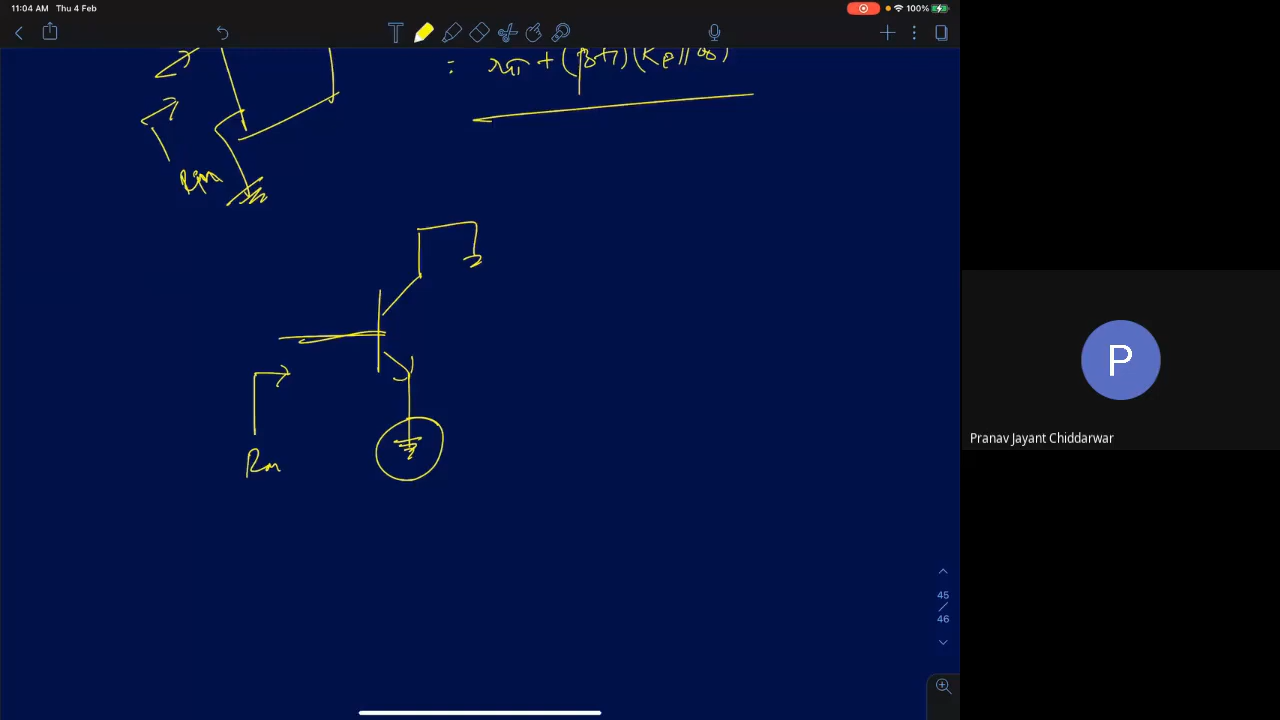 11:04 AM Thu 4 Feb
100%
: rπ + (β+1)(RE||∞)
Rin
Rin
45
/
46
P
Pranav Jayant Chiddarwar